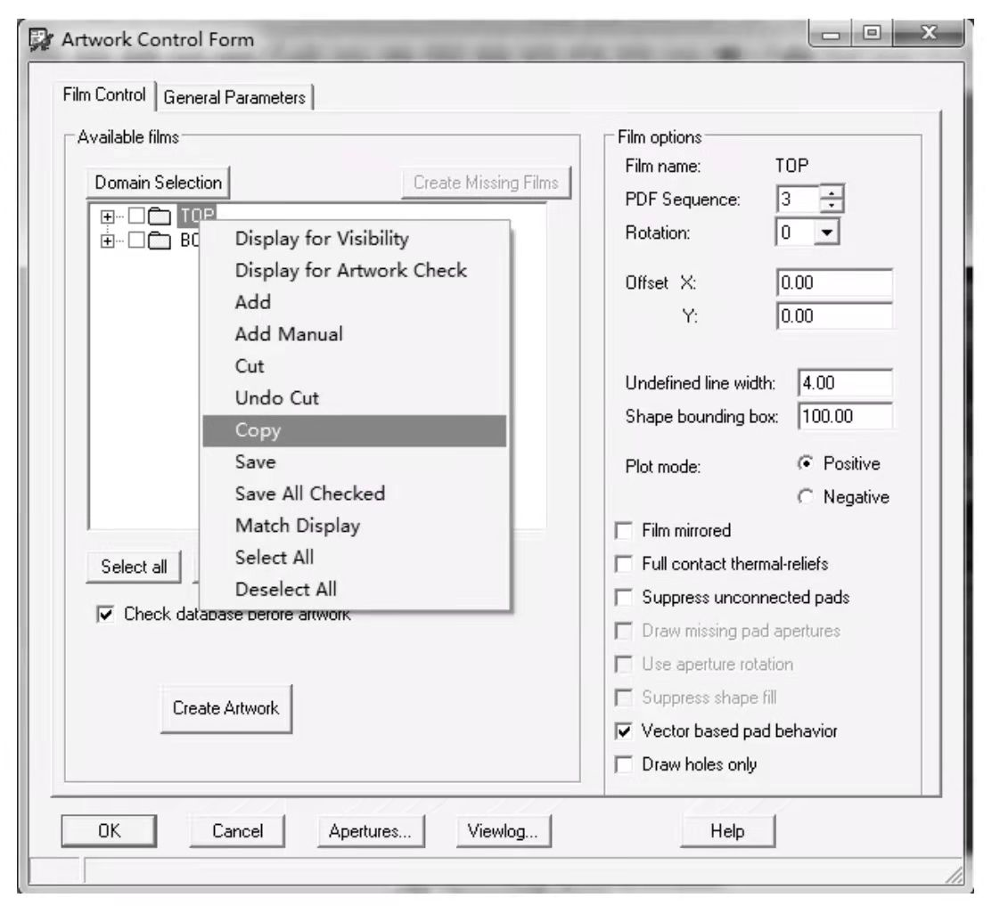 Artwork Control Form
Film Control
General Parameters
Available films
Domain Selection
Create Missing Films
TOP
Display for Visibility
Display for Artwork Check
Add
Add Manual
Cut
Undo Cut
Copy
Save
Save All Checked
Match Display
Select All
Deselect All
Select all
Check database before artwork
Create Artwork
Film options
Film name: TOP
PDF Sequence: 3
Rotation: 0
Offset X: 0.00
Y: 0.00
Undefined line width: 4.00
Shape bounding box: 100.00
Plot mode: Positive
Negative
Film mirrored
Full contact thermal-reliefs
Suppress unconnected pads
Draw missing pad apertures
Use aperture rotation
Suppress shape fill
Vector based pad behavior
Draw holes only
OK
Cancel
Apertures...
Viewlog...
Help